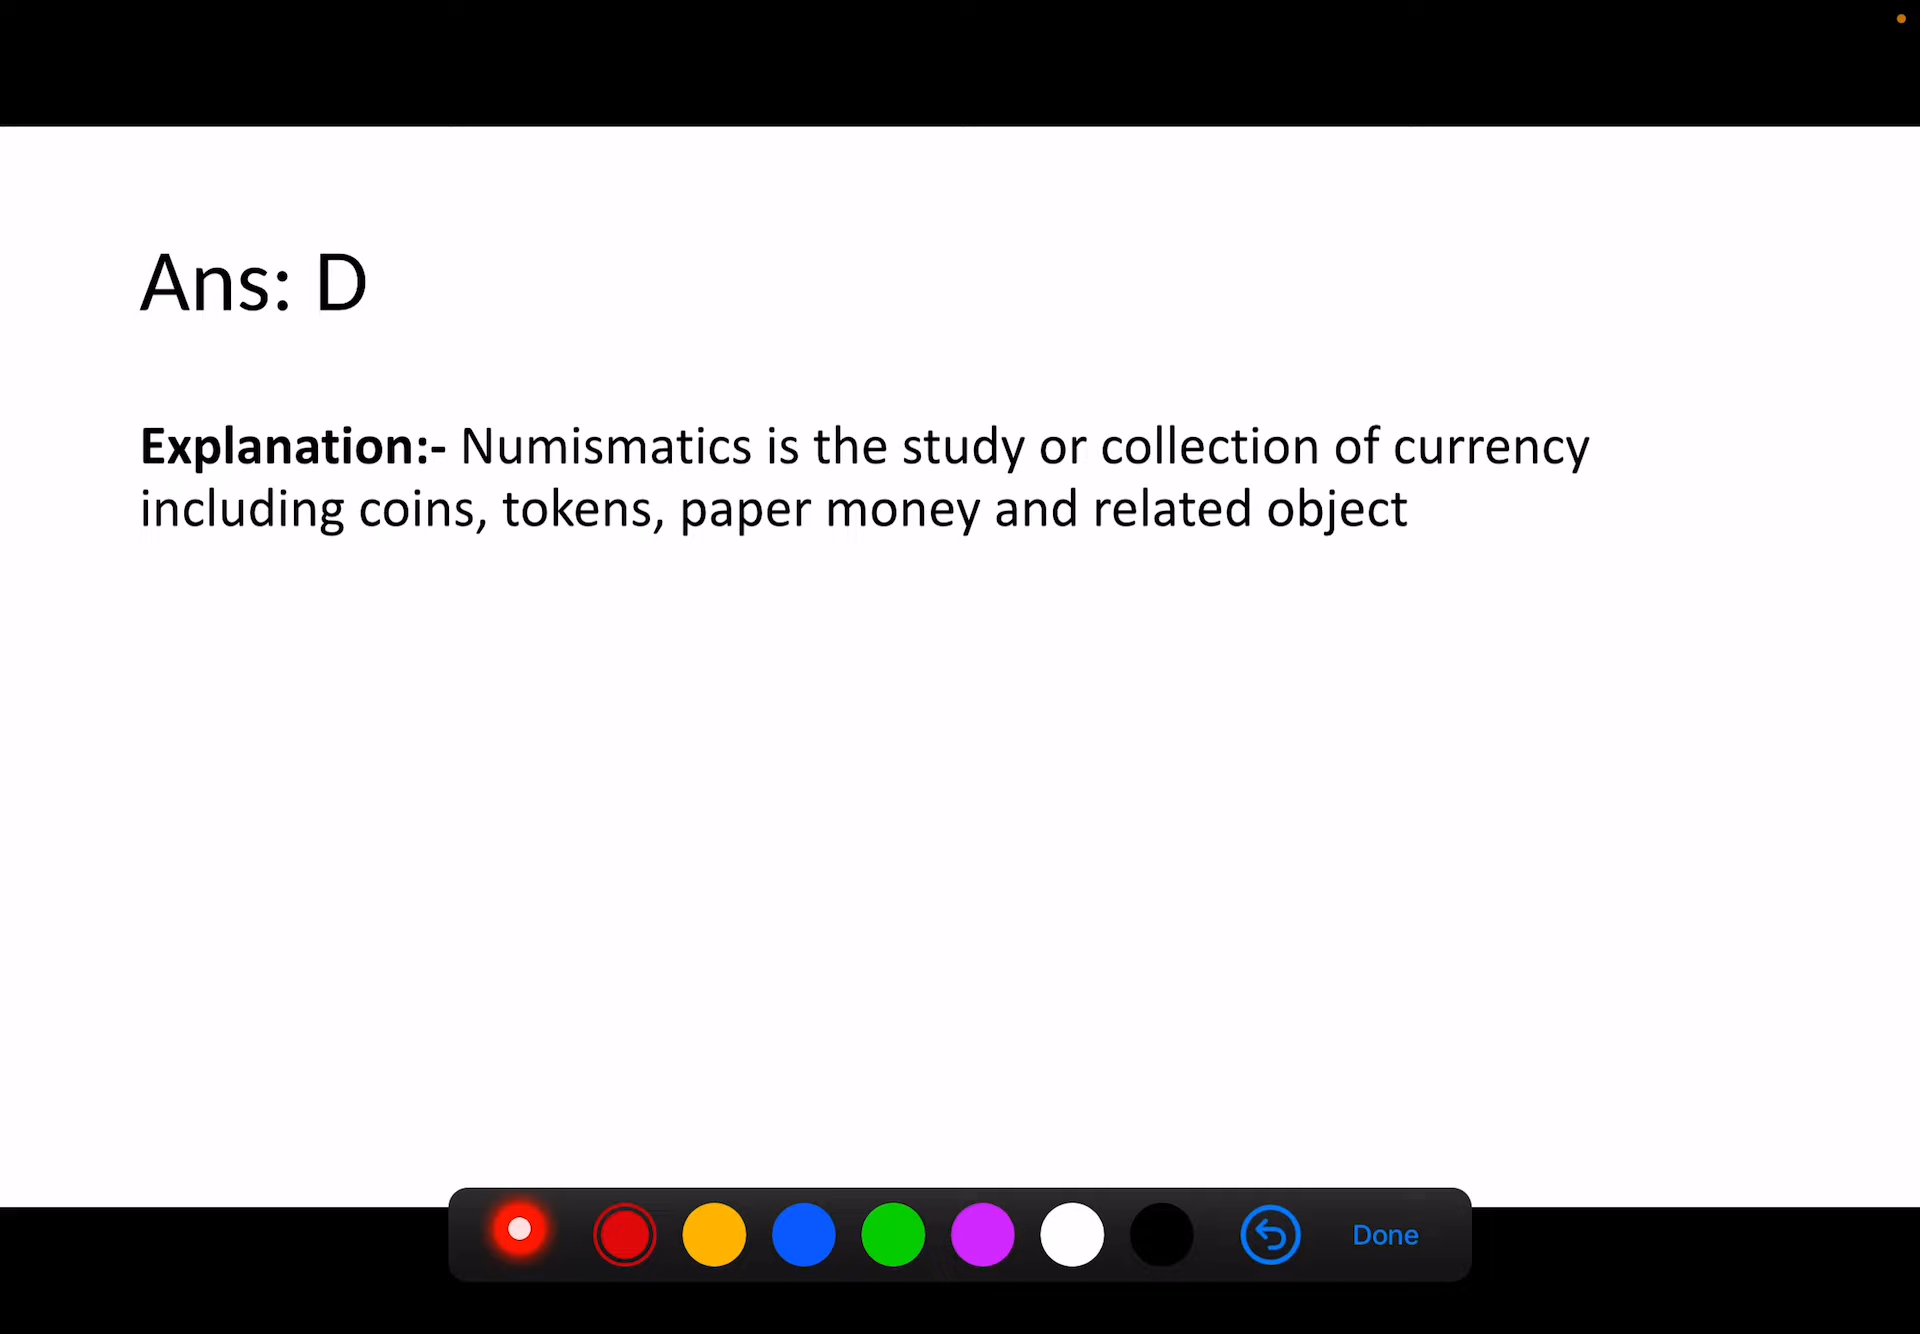 Ans: D
Explanation:- Numismatics is the study or collection of currency
including coins, tokens, paper money and related object
Done